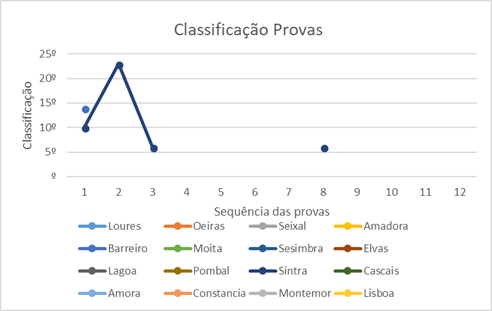 Classificação Provas
25º
20º
15º
10º
5º
º
Classificação
1 2 3 4 5 6 7 8 9 10 11 12
Sequência das provas
Loures Oeiras Seixal Amadora
Barreiro Moita Sesimbra Elvas
Lagoa Pombal Sintra Cascais
Amora Constancia Montemor Lisboa